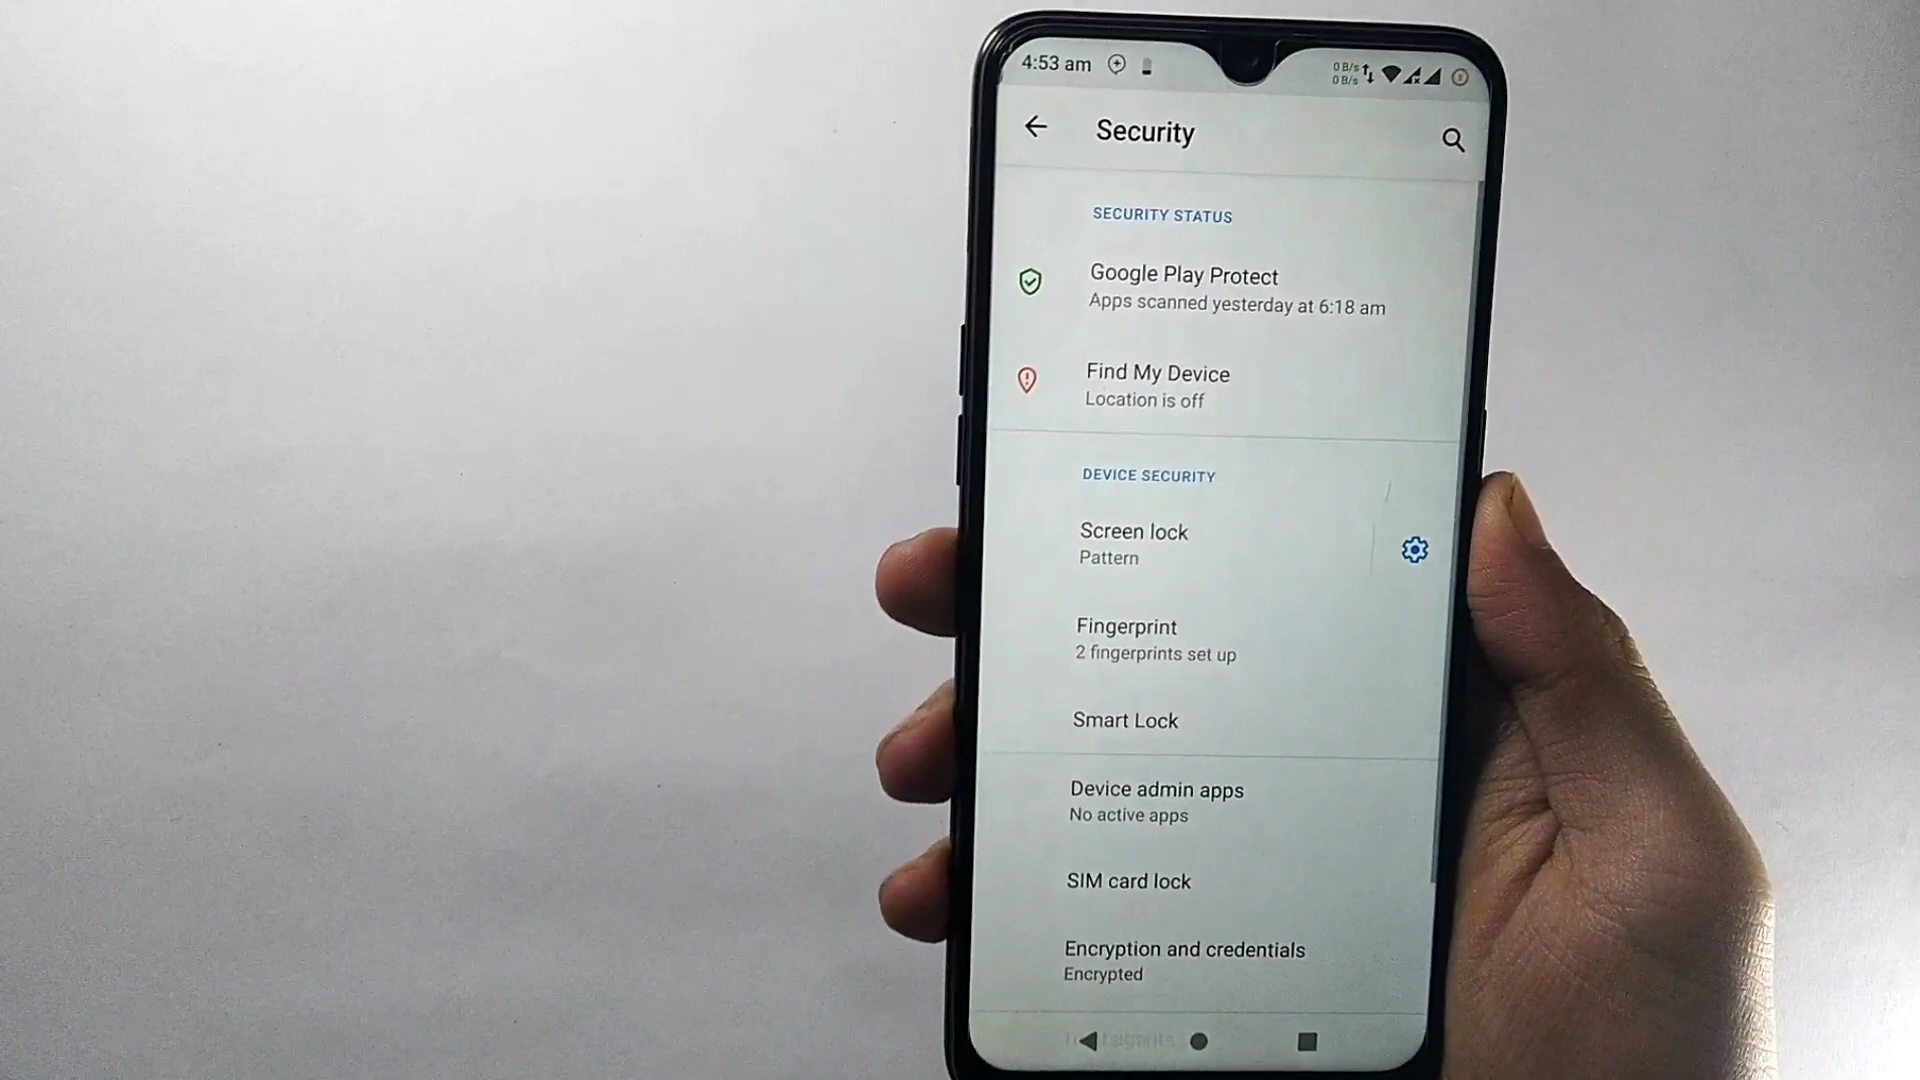 4:53 am
0 B/s
0 B/s
Security
SECURITY STATUS
Google Play Protect
Apps scanned yesterday at 6:18 am
Find My Device
Location is off
DEVICE SECURITY
Screen lock
Pattern
Fingerprint
2 fingerprints set up
Smart Lock
Device admin apps
No active apps
SIM card lock
Encryption and credentials
Encrypted